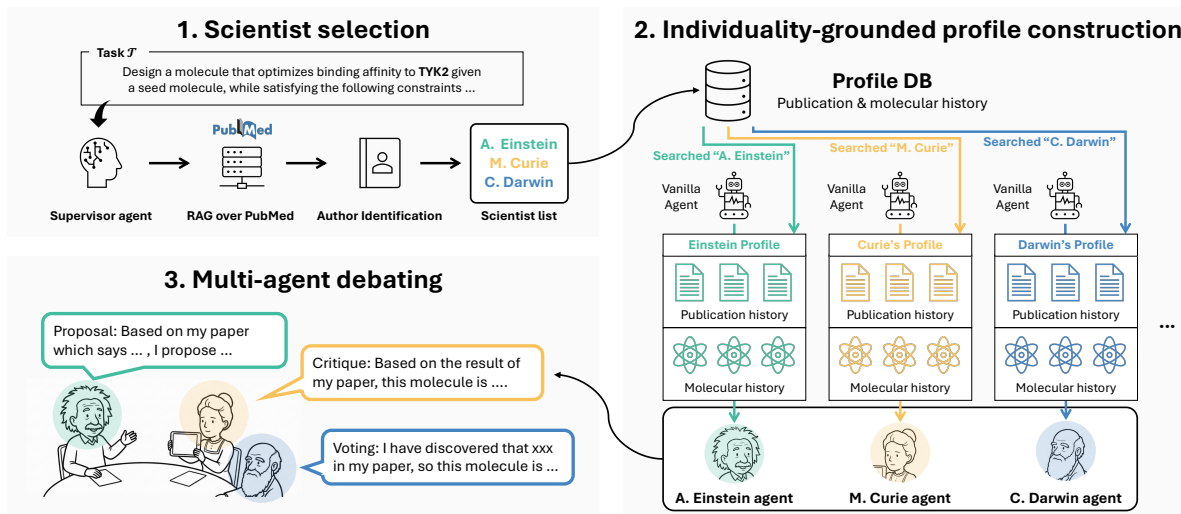 1. Scientist selection
Task 𝒯
Design a molecule that optimizes binding affinity to TYK2 given
a seed molecule, while satisfying the following constraints ...
PubMed
A. Einstein
M. Curie
C. Darwin
Supervisor agent
RAG over PubMed
Author Identification
Scientist list
2. Individuality-grounded profile construction
Profile DB
Publication & molecular history
Searched “A. Einstein”
Searched “M. Curie”
Searched “C. Darwin”
Vanilla
Agent
Vanilla
Agent
Vanilla
Agent
Einstein Profile
Curie's Profile
Darwin's Profile
Publication history
Publication history
Publication history
...
Molecular history
Molecular history
Molecular history
A. Einstein agent
M. Curie agent
C. Darwin agent
3. Multi-agent debating
Proposal: Based on my paper
which says ... , I propose ...
Critique: Based on the result of
my paper, this molecule is ....
Voting: I have discovered that xxx
in my paper, so this molecule is ...